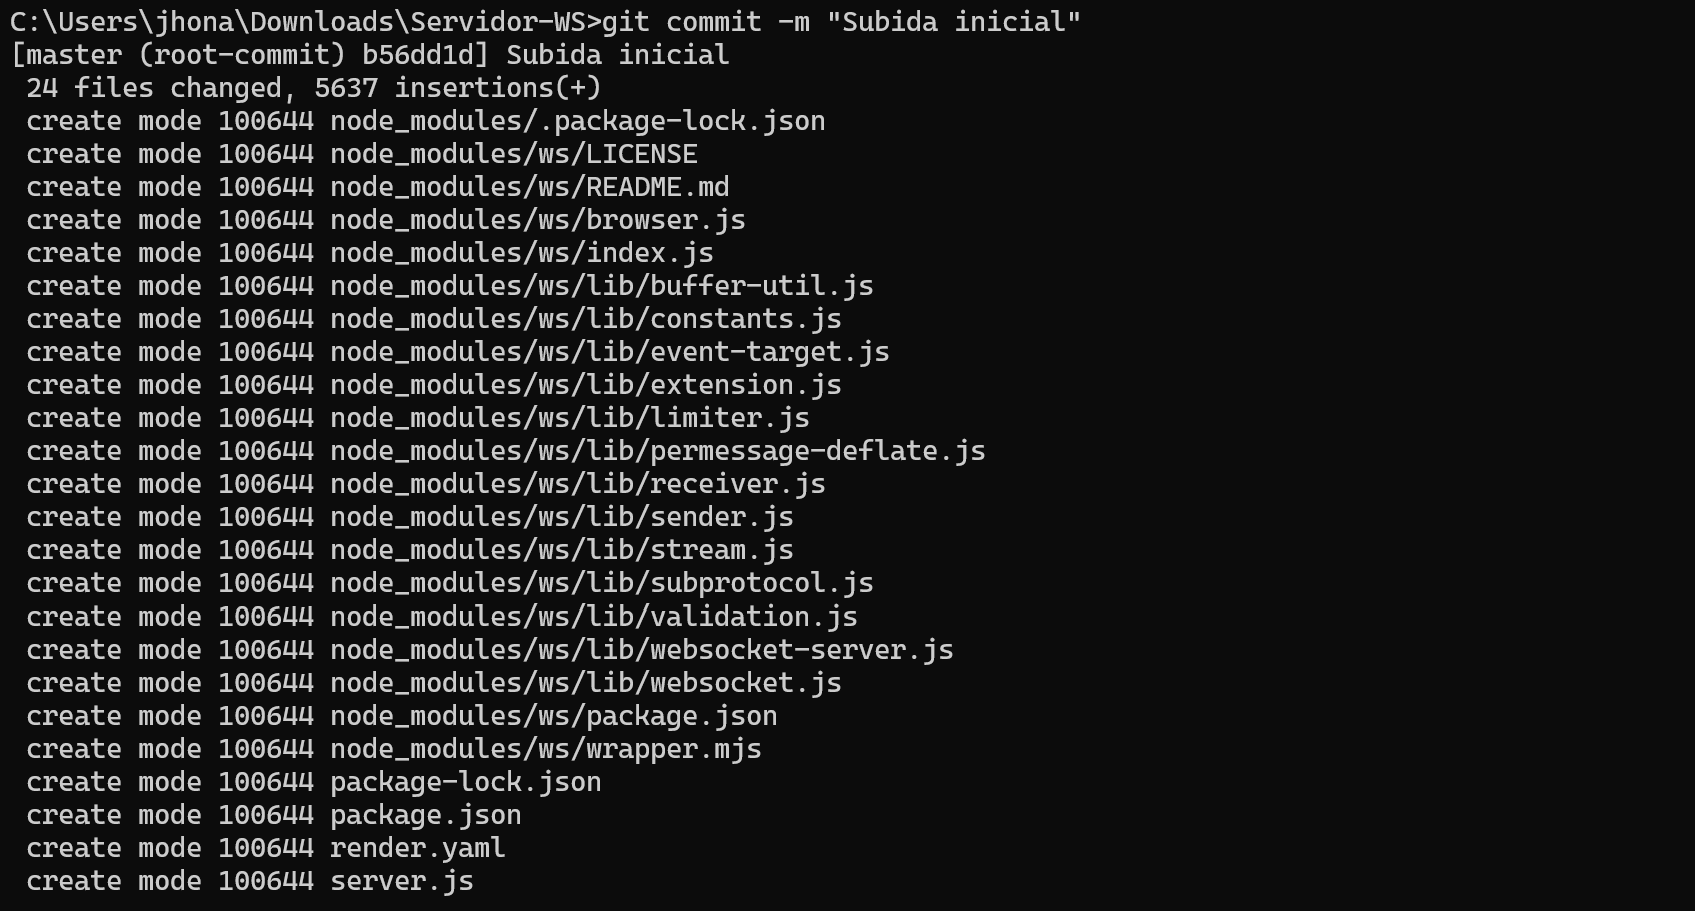 C:\Users\jhona\Downloads\Servidor-WS>git commit -m "Subida inicial"
[master (root-commit) b56dd1d] Subida inicial
 24 files changed, 5637 insertions(+)
 create mode 100644 node_modules/.package-lock.json
 create mode 100644 node_modules/ws/LICENSE
 create mode 100644 node_modules/ws/README.md
 create mode 100644 node_modules/ws/browser.js
 create mode 100644 node_modules/ws/index.js
 create mode 100644 node_modules/ws/lib/buffer-util.js
 create mode 100644 node_modules/ws/lib/constants.js
 create mode 100644 node_modules/ws/lib/event-target.js
 create mode 100644 node_modules/ws/lib/extension.js
 create mode 100644 node_modules/ws/lib/limiter.js
 create mode 100644 node_modules/ws/lib/permessage-deflate.js
 create mode 100644 node_modules/ws/lib/receiver.js
 create mode 100644 node_modules/ws/lib/sender.js
 create mode 100644 node_modules/ws/lib/stream.js
 create mode 100644 node_modules/ws/lib/subprotocol.js
 create mode 100644 node_modules/ws/lib/validation.js
 create mode 100644 node_modules/ws/lib/websocket-server.js
 create mode 100644 node_modules/ws/lib/websocket.js
 create mode 100644 node_modules/ws/package.json
 create mode 100644 node_modules/ws/wrapper.mjs
 create mode 100644 package-lock.json
 create mode 100644 package.json
 create mode 100644 render.yaml
 create mode 100644 server.js